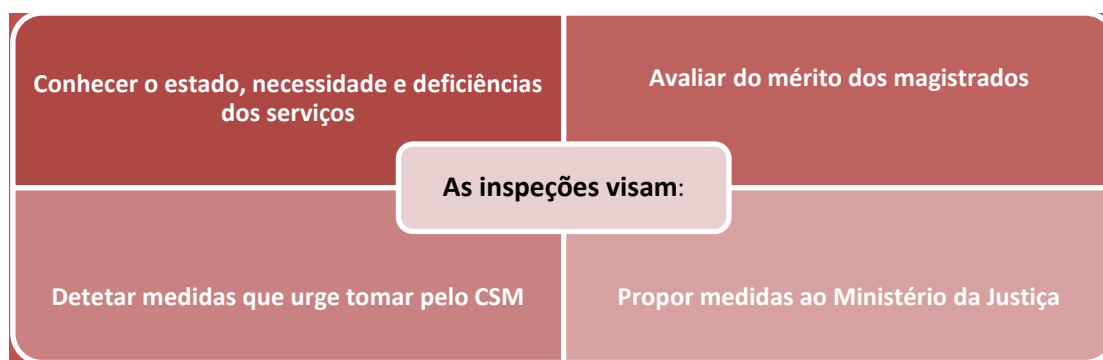 Conhecer o estado, necessidade e deficiências
dos serviços
Avaliar do mérito dos magistrados
As inspeções visam:
Detetar medidas que urge tomar pelo CSM
Propor medidas ao Ministério da Justiça